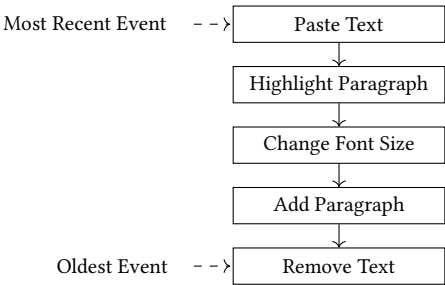 Most Recent Event Paste Text
Highlight Paragraph
Change Font Size
Add Paragraph
Oldest Event Remove Text